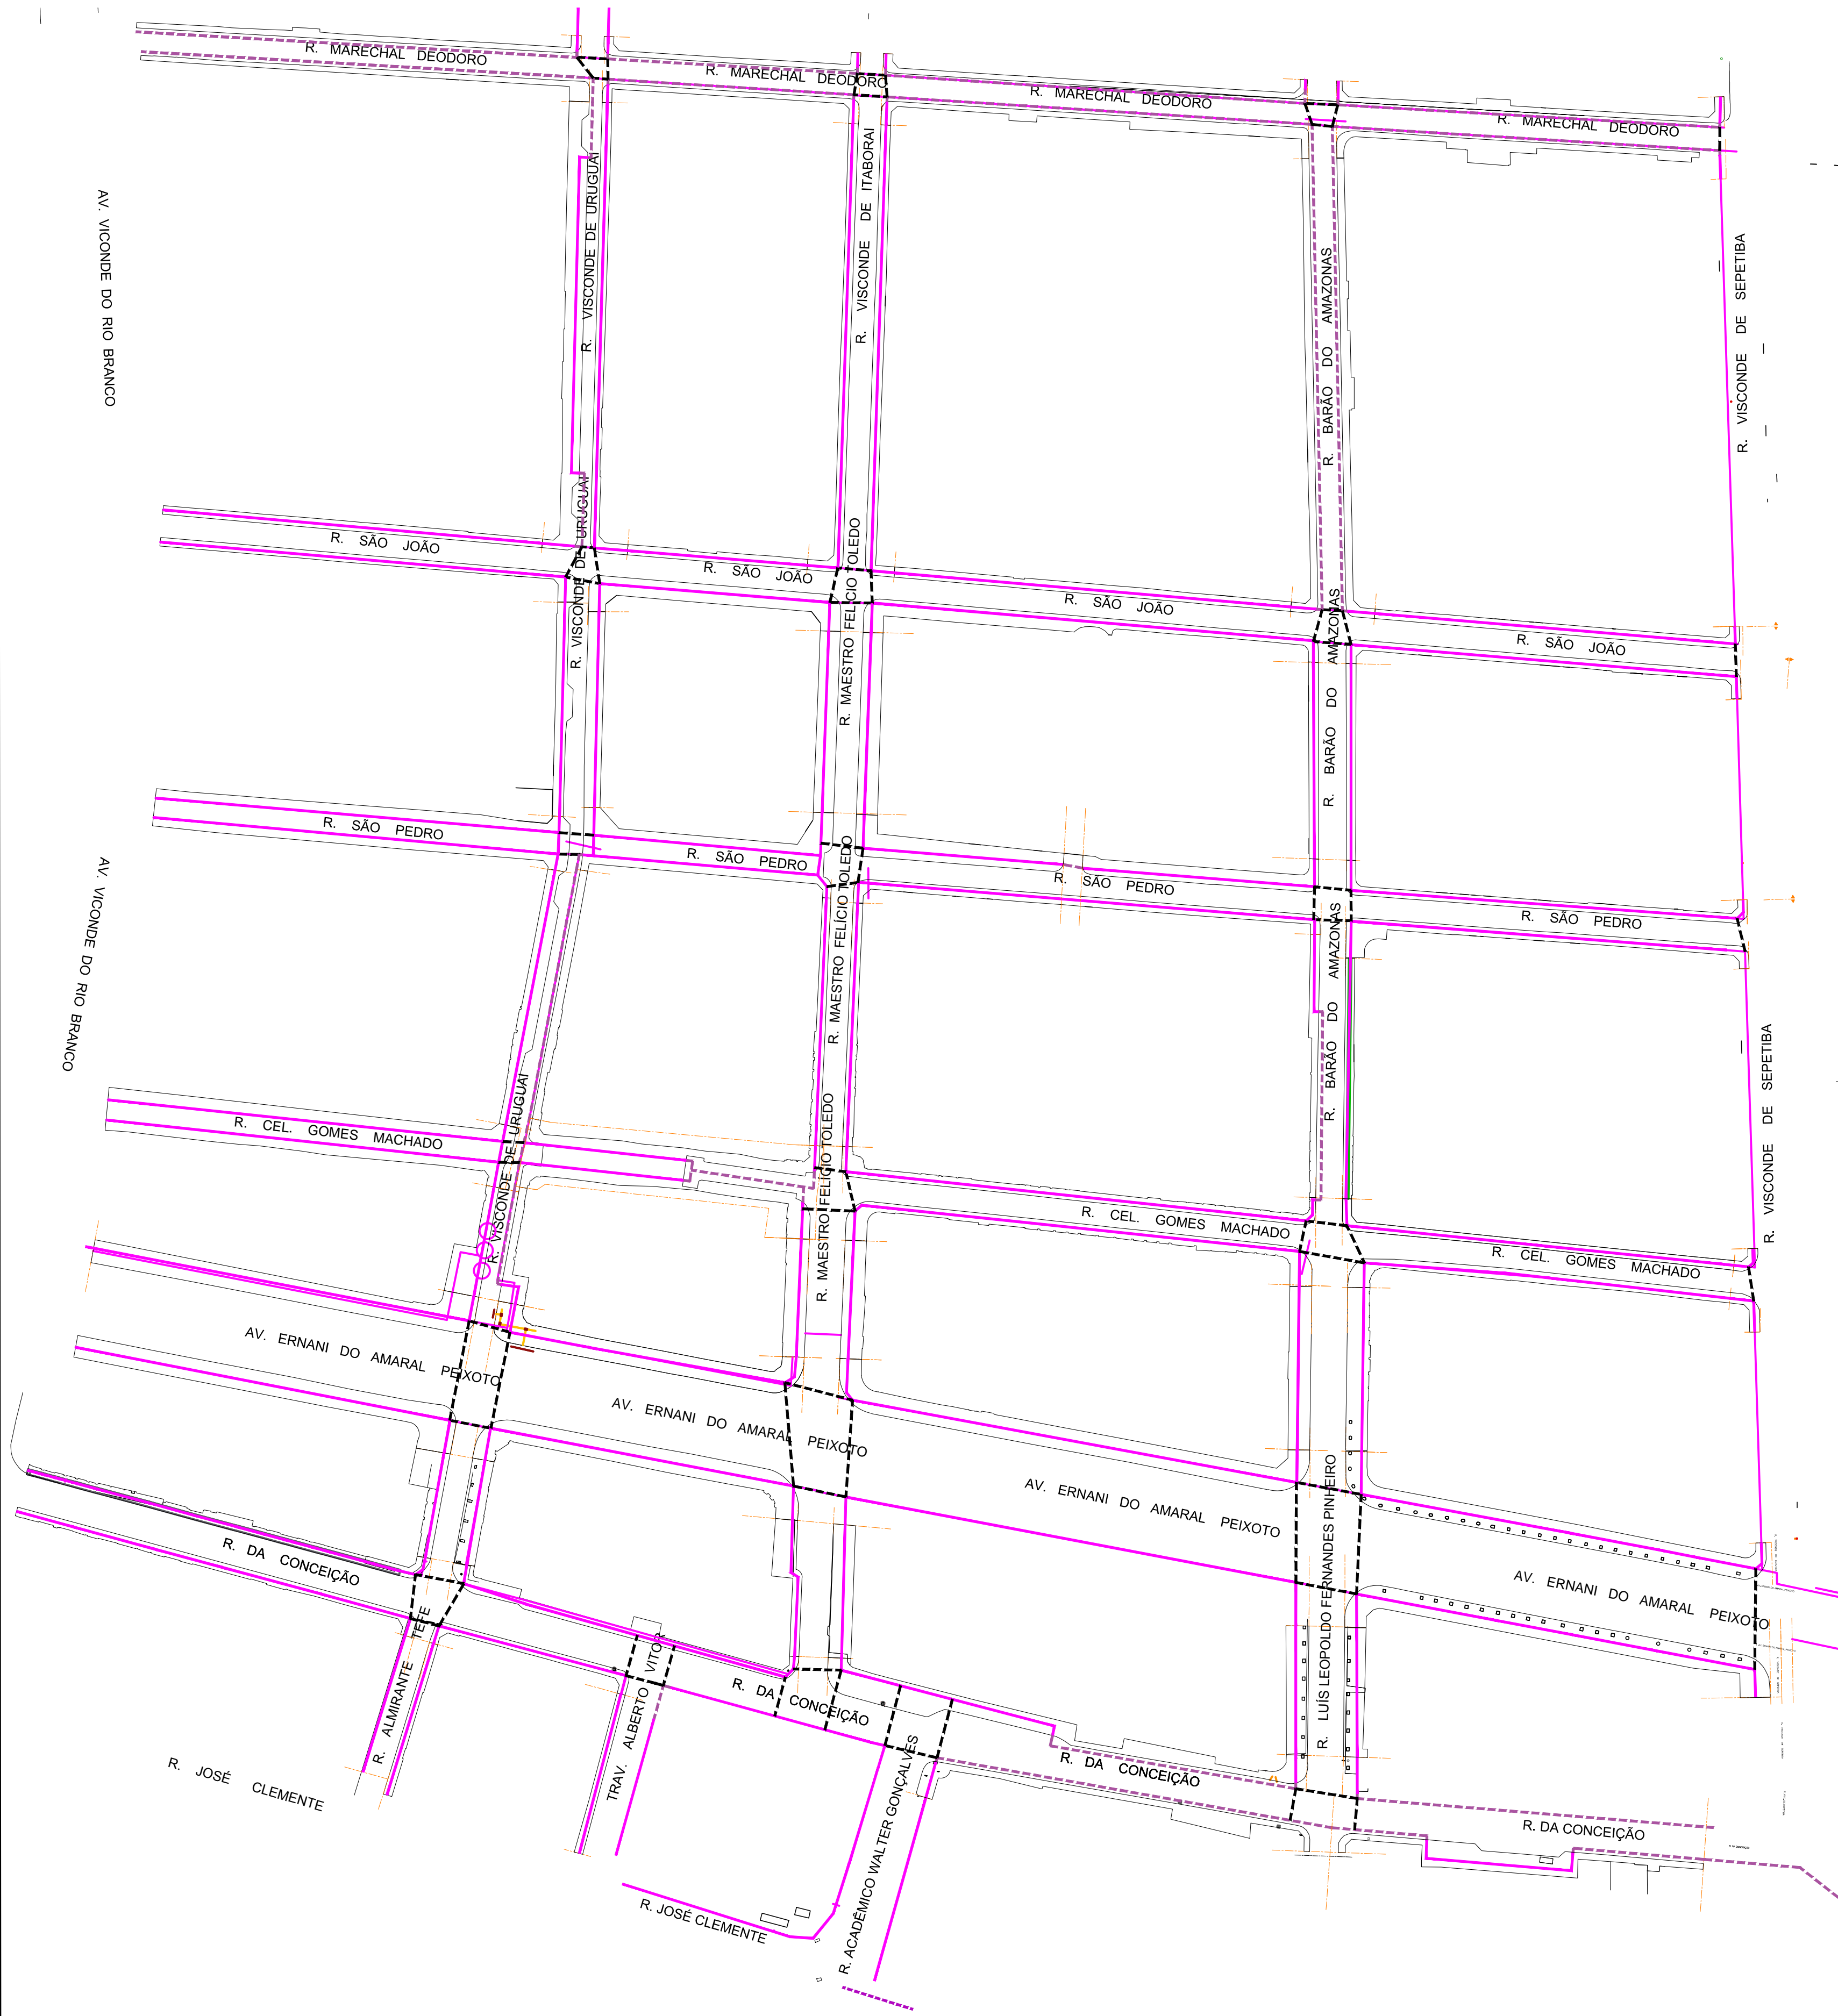 R. MARECHAL DEODORO
R. MARECHAL DEODORO
R. MARECHAL DEODORO
R. MARECHAL DEODORO
R. VISCONDE DE URUGUAI
R. VISCONDE DE ITABORAI
AV. VICONDE DO RIO BRANCO
R. BARÃO DO AMAZONAS
R. BARÃO DO AMAZONAS
R. VISCONDE DE SEPETIBA
R. SÃO JOÃO
R. SÃO JOÃO
R. SÃO JOÃO
R. SÃO JOÃO
R. VISCONDE DE URUGUAI
R. MAESTRO FELÍCIO TOLEDO
R. BARÃO DO AMAZONAS
R. SÃO PEDRO
R. SÃO PEDRO
R. SÃO PEDRO
R. SÃO PEDRO
AV. VICONDE DO RIO BRANCO
R. MAESTRO FELÍCIO TOLEDO
R. BARÃO DO AMAZONAS
R. VISCONDE DE SEPETIBA
R. CEL. GOMES MACHADO
R. CEL. GOMES MACHADO
R. CEL. GOMES MACHADO
R. VISCONDE DE URUGUAI
R. MAESTRO FELÍCIO TOLEDO
AV. ERNANI DO AMARAL PEIXOTO
AV. ERNANI DO AMARAL PEIXOTO
AV. ERNANI DO AMARAL PEIXOTO
AV. ERNANI DO AMARAL PEIXOTO
R. LUÍS LEOPOLDO FERNANDES PINHEIRO
R. DA CONCEIÇÃO
R. DA CONCEIÇÃO
R. DA CONCEIÇÃO
R. DA CONCEIÇÃO
R. ALMIRANTE TEFE
TRAV. ALBERTO VITOR
R. ACADÊMICO WALTER GONÇALVES
R. JOSÉ CLEMENTE
R. JOSÉ CLEMENTE